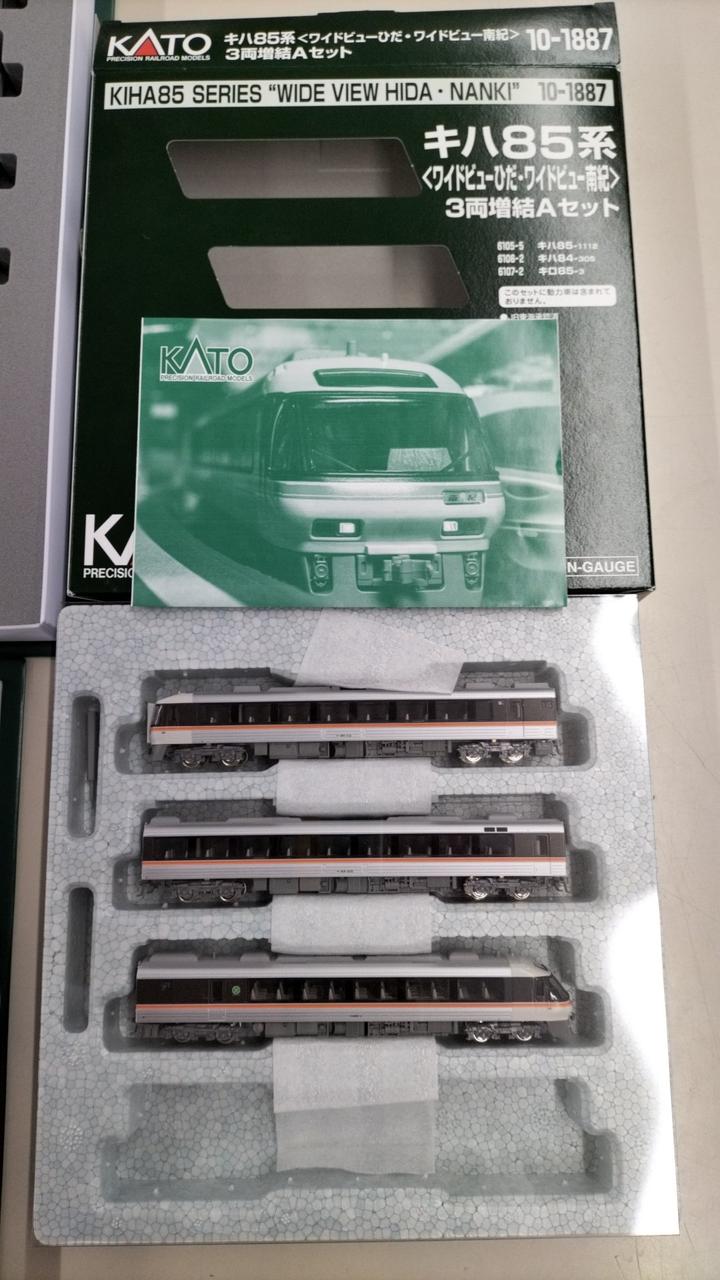 KATO
PRECISION RAILROAD MODELS
キハ85系<ワイドビューひだ・ワイドビュー南紀>
3両増結Aセット
10-1887
KIHA85 SERIES “WIDE VIEW HIDA・NANKI” 10-1887
キハ85系
<ワイドビューひだ・ワイドビュー南紀>
3両増結Aセット
6105-5 キハ85-1112
6106-2 キハ84-305
6107-2 キロ85-3
このセットに動力車は含まれて
おりません。
KATO
PRECISION RAILROAD MODELS
南紀
KA
PRECISIO
N-GAUGE